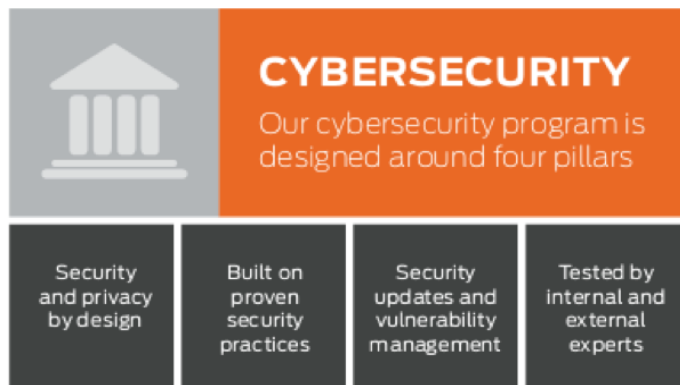 CYBERSECURITY
Our cybersecurity program is
designed around four pillars
Security
and privacy
by design
Built on
proven
security
practices
Security
updates and
vulnerability
management
Tested by
internal and
external
experts